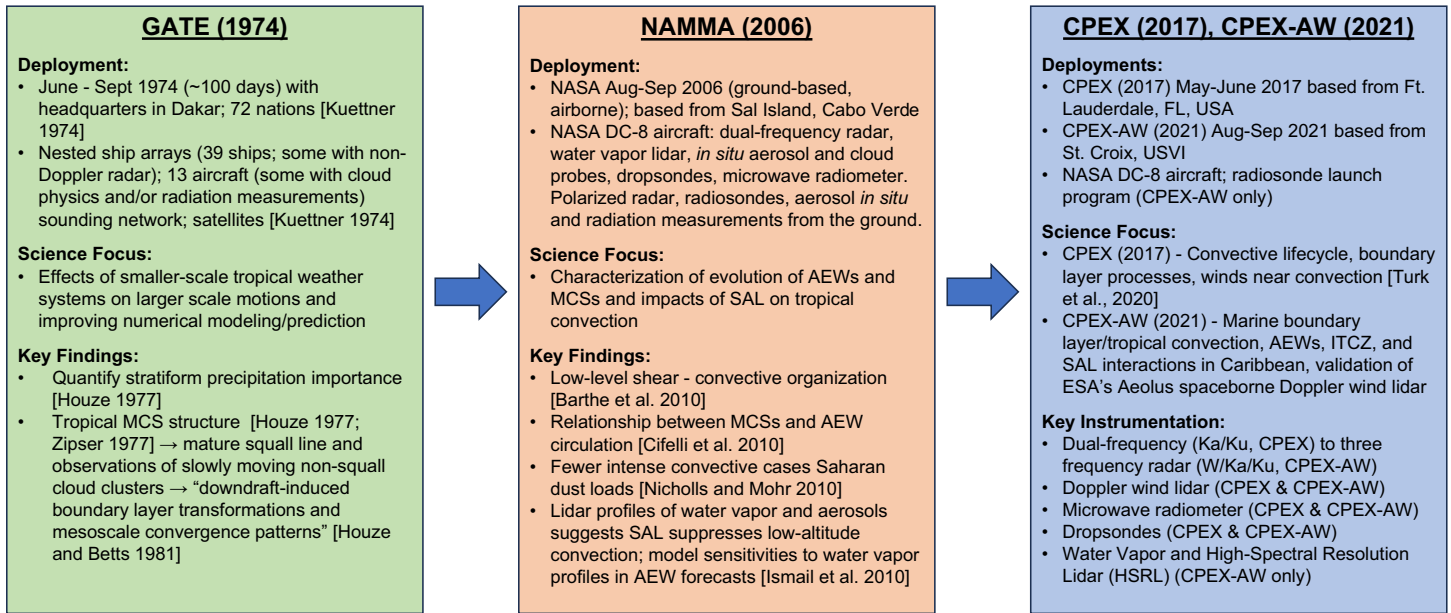 GATE (1974)
Deployment:
• June - Sept 1974 (~100 days) with
headquarters in Dakar; 72 nations [Kuettner
1974]
• Nested ship arrays (39 ships; some with non-
Doppler radar); 13 aircraft (some with cloud
physics and/or radiation measurements)
sounding network; satellites [Kuettner 1974]
Science Focus:
• Effects of smaller-scale tropical weather
systems on larger scale motions and
improving numerical modeling/prediction
Key Findings:
• Quantify stratiform precipitation importance
[Houze 1977]
• Tropical MCS structure [Houze 1977;
Zipser 1977] → mature squall line and
observations of slowly moving non-squall
cloud clusters → “downdraft-induced
boundary layer transformations and
mesoscale convergence patterns” [Houze
and Betts 1981]
NAMMA (2006)
Deployment:
• NASA Aug-Sep 2006 (ground-based,
airborne); based from Sal Island, Cabo Verde
• NASA DC-8 aircraft: dual-frequency radar,
water vapor lidar, in situ aerosol and cloud
probes, dropsondes, microwave radiometer.
Polarized radar, radiosondes, aerosol in situ
and radiation measurements from the ground.
Science Focus:
• Characterization of evolution of AEWs and
MCSs and impacts of SAL on tropical
convection
Key Findings:
• Low-level shear - convective organization
[Barthe et al. 2010]
• Relationship between MCSs and AEW
circulation [Cifelli et al. 2010]
• Fewer intense convective cases Saharan
dust loads [Nicholls and Mohr 2010]
• Lidar profiles of water vapor and aerosols
suggests SAL suppresses low-altitude
convection; model sensitivities to water vapor
profiles in AEW forecasts [Ismail et al. 2010]
CPEX (2017), CPEX-AW (2021)
Deployments:
• CPEX (2017) May-June 2017 based from Ft.
Lauderdale, FL, USA
• CPEX-AW (2021) Aug-Sep 2021 based from
St. Croix, USVI
• NASA DC-8 aircraft; radiosonde launch
program (CPEX-AW only)
Science Focus:
• CPEX (2017) - Convective lifecycle, boundary
layer processes, winds near convection [Turk
et al., 2020]
• CPEX-AW (2021) - Marine boundary
layer/tropical convection, AEWs, ITCZ, and
SAL interactions in Caribbean, validation of
ESA’s Aeolus spaceborne Doppler wind lidar
Key Instrumentation:
• Dual-frequency (Ka/Ku, CPEX) to three
frequency radar (W/Ka/Ku, CPEX-AW)
• Doppler wind lidar (CPEX & CPEX-AW)
• Microwave radiometer (CPEX & CPEX-AW)
• Dropsondes (CPEX & CPEX-AW)
• Water Vapor and High-Spectral Resolution
Lidar (HSRL) (CPEX-AW only)